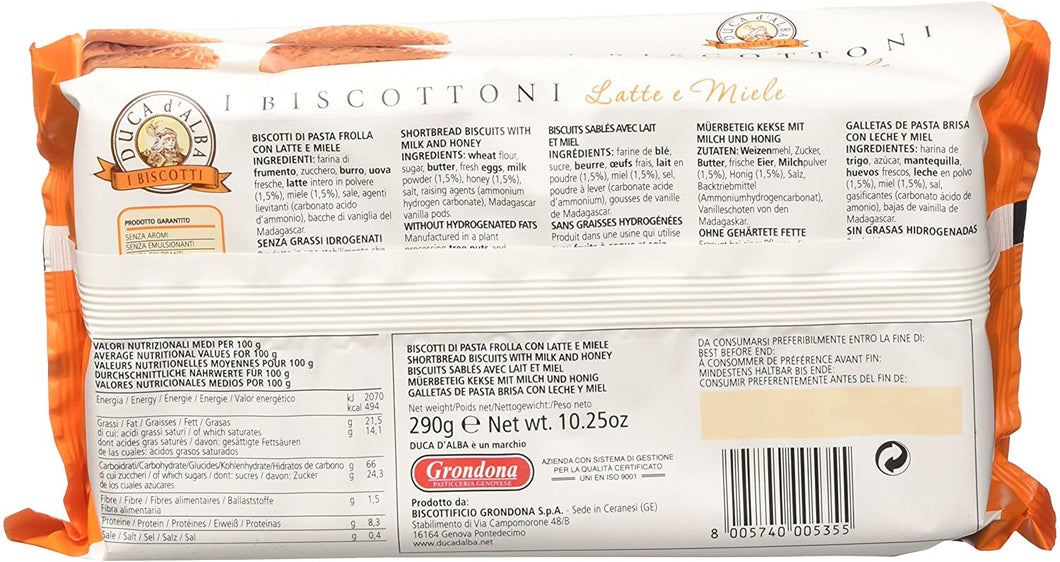 DUCA d'ALBA
I BISCOTTI
I BISCOTTONI
DUCA d'ALBA
I BISCOTTI
I BISCOTTONI Latte e Miele
PRODOTTO GARANTITO
SENZA AROMI
SENZA EMULSIONANTI
BISCOTTI DI PASTA FROLLA
CON LATTE E MIELE
INGREDIENTI: farina di
frumento, zucchero, burro, uova
fresche, latte intero in polvere
(1,5%), miele (1,5%), sale, agenti
lievitanti (carbonato acido
d'ammonio), bacche di vaniglia del
Madagascar.
SENZA GRASSI IDROGENATI
SHORTBREAD BISCUITS WITH
MILK AND HONEY
INGREDIENTS: wheat flour,
sugar, butter, fresh eggs, milk
powder (1,5%), honey (1,5%),
salt, raising agents (ammonium
hydrogen carbonate), Madagascar
vanilla pods.
WITHOUT HYDROGENATED FATS
Manufactured in a plant
processing tree nuts and
BISCUITS SABLÉS AVEC LAIT
ET MIEL
INGRÉDIENTS: farine de blé,
sucre, beurre, œufs frais, lait en
poudre (1,5%), miel (1,5%), sel,
poudre à lever (carbonate acide
d'ammonium), gousses de vanille
de Madagascar.
SANS GRAISSES HYDROGÉNÉES
Produit dans une usine qui utilise
MÜERBETEIG KEKSE MIT
MILCH UND HONIG
ZUTATEN: Weizenmehl, Zucker,
Butter, frische Eier, Milchpulver
(1,5%), Honig (1,5%), Salz,
Backtriebmittel
(Ammoniumhydrogencarbonat),
Vanilleschoten von den
Madagaskar.
OHNE GEHÄRTETE FETTE
GALLETAS DE PASTA BRISA
CON LECHE Y MIEL
INGREDIENTES: harina de
trigo, azúcar, mantequilla,
huevos frescos, leche en polvo
(1,5%), miel (1,5%), sal,
gasificantes (carbonato ácido de
amonio), bajas de vainilla de
Madagascar.
SIN GRASAS HIDROGENADAS
VALORI NUTRIZIONALI MEDI PER 100 g
AVERAGE NUTRITIONAL VALUES FOR 100 g
VALEURS NUTRITIONELLES MOYENNES POUR 100 g
DURCHSCHNITTLICHE NÄHRWERTE FÜR 100 g
VALORES NUTRICIONALES MEDIOS POR 100 g
Energia / Energy / Énergie / Energie / Valor energético kJ 2070
kcal 494
Grassi / Fat / Graisses / Fett / Grasas g 21,5
di cui: acidi grassi saturi / of which saturates g 14,1
dont acides gras saturés / davon: gesättigte Fettsäuren
de las cuales: ácidos grasos saturados
Carboidrati/Carbohydrate/Glucides/Kohlenhydrate/Hidratos de carbono g 66
di cui zuccheri / of which sugars / dont: sucres / davon: Zucker g 24,3
de los cuales azúcares
Fibre / Fibre / Fibres alimentaires / Ballaststoffe g 1,5
Fibra alimentaria
Proteine / Protein / Protéines / Eiweiß / Proteínas g 8,3
Sale / Salt / Sel / Salz / Sal g 0,4
BISCOTTI DI PASTA FROLLA CON LATTE E MIELE
SHORTBREAD BISCUITS WITH MILK AND HONEY
BISCUITS SABLÉS AVEC LAIT ET MIEL
MÜERBETEIG KEKSE MIT MILCH UND HONIG
GALLETAS DE PASTA BRISA CON LECHE Y MIEL
Net weight/Poids net/Nettogewicht:/Peso neto
290g e Net wt. 10.25oz
DUCA D'ALBA è un marchio
Grondona
PASTICCERIA GENOVESE
AZIENDA CON SISTEMA DI GESTIONE
PER LA QUALITÀ CERTIFICATO
UNI EN ISO 9001
Prodotto da:
BISCOTTIFICIO GRONDONA S.p.A. - Sede in Ceranesi (GE)
Stabilimento di Via Campomorone 48/B
16164 Genova Pontedecimo
www.ducadalba.net
DA CONSUMARSI PREFERIBILMENTE ENTRO LA FINE DI:
BEST BEFORE END:
À CONSOMMER DE PRÉFÉRENCE AVANT FIN:
MINDESTENS HALTBAR BIS ENDE:
CONSUMIR PREFERENTEMENTE ANTES DEL FIN DE:
8 005740 005355